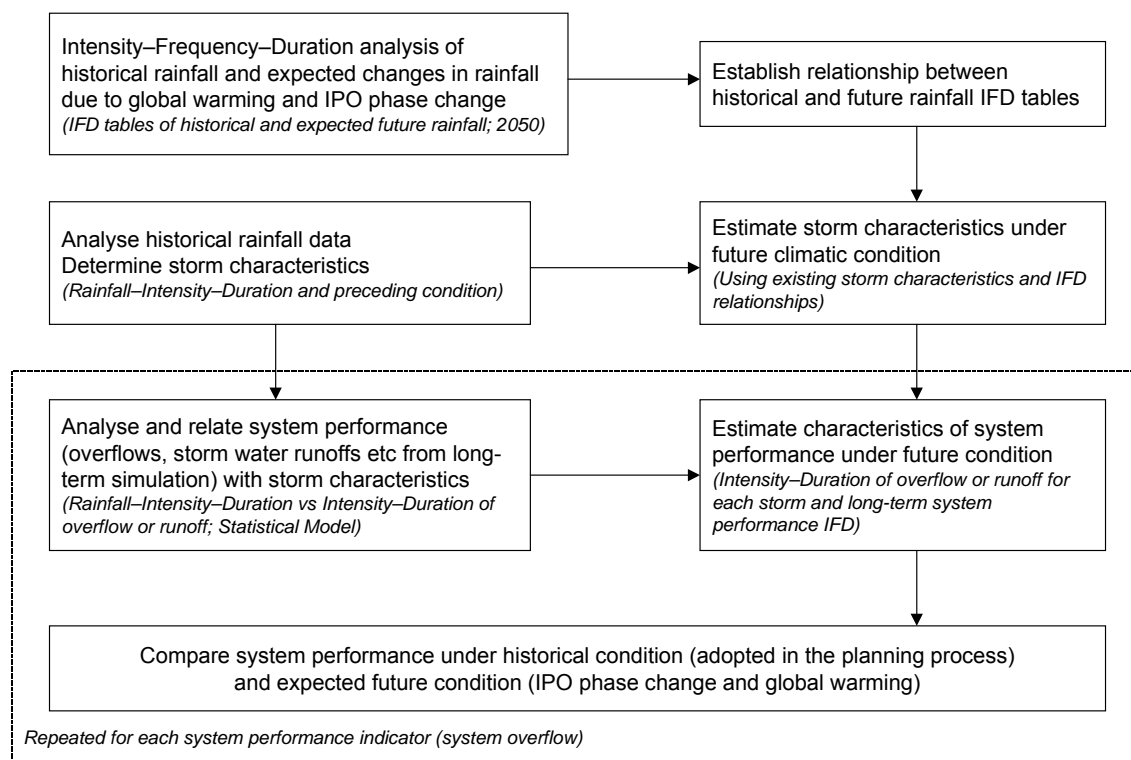 Intensity–Frequency–Duration analysis of
historical rainfall and expected changes in rainfall
due to global warming and IPO phase change
(IFD tables of historical and expected future rainfall; 2050)
Establish relationship between
historical and future rainfall IFD tables
Analyse historical rainfall data
Determine storm characteristics
(Rainfall–Intensity–Duration and preceding condition)
Estimate storm characteristics under
future climatic condition
(Using existing storm characteristics and IFD
relationships)
Analyse and relate system performance
(overflows, storm water runoffs etc from long-
term simulation) with storm characteristics
(Rainfall–Intensity–Duration vs Intensity–Duration of
overflow or runoff; Statistical Model)
Estimate characteristics of system
performance under future condition
(Intensity–Duration of overflow or runoff for
each storm and long-term system
performance IFD)
Compare system performance under historical condition (adopted in the planning process)
and expected future condition (IPO phase change and global warming)
Repeated for each system performance indicator (system overflow)